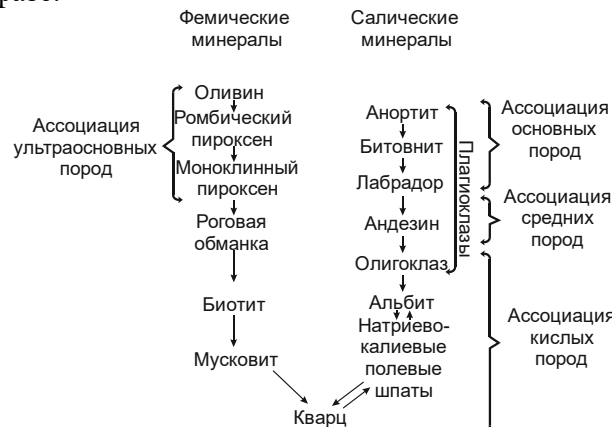 Фемические
минералы
Салические
минералы
Ассоциация
ультраосновных
пород
Оливин
Ромбический
пироксен
Моноклинный
пироксен
Роговая
обманка
Биотит
Мусковит
Анортит
Битовнит
Лабрадор
Андезин
Олигоклаз
Альбит
Натриево-
калиевые
полевые
шпаты
Кварц
Плагиоклазы
Ассоциация
основных
пород
Ассоциация
средних
пород
Ассоциация
кислых
пород